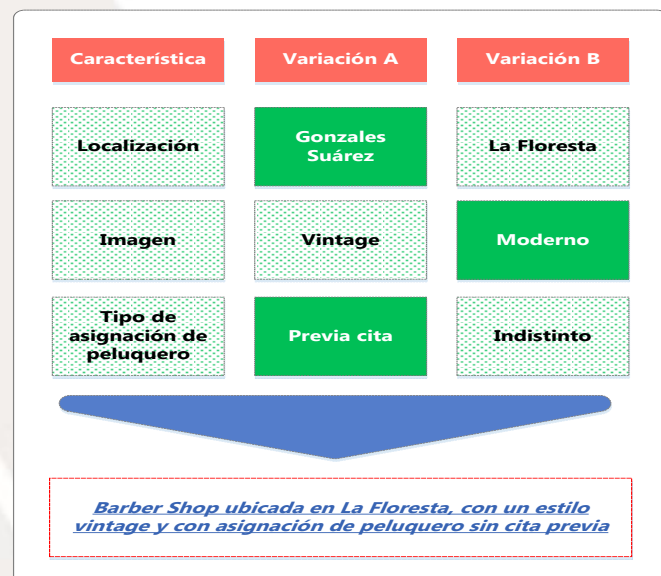 Característica
Variación A
Variación B
Localización
Gonzales
Suárez
La Floresta
Imagen
Vintage
Moderno
Tipo de
asignación de
peluquero
Previa cita
Indistinto
Barber Shop ubicada en La Floresta, con un estilo
vintage y con asignación de peluquero sin cita previa